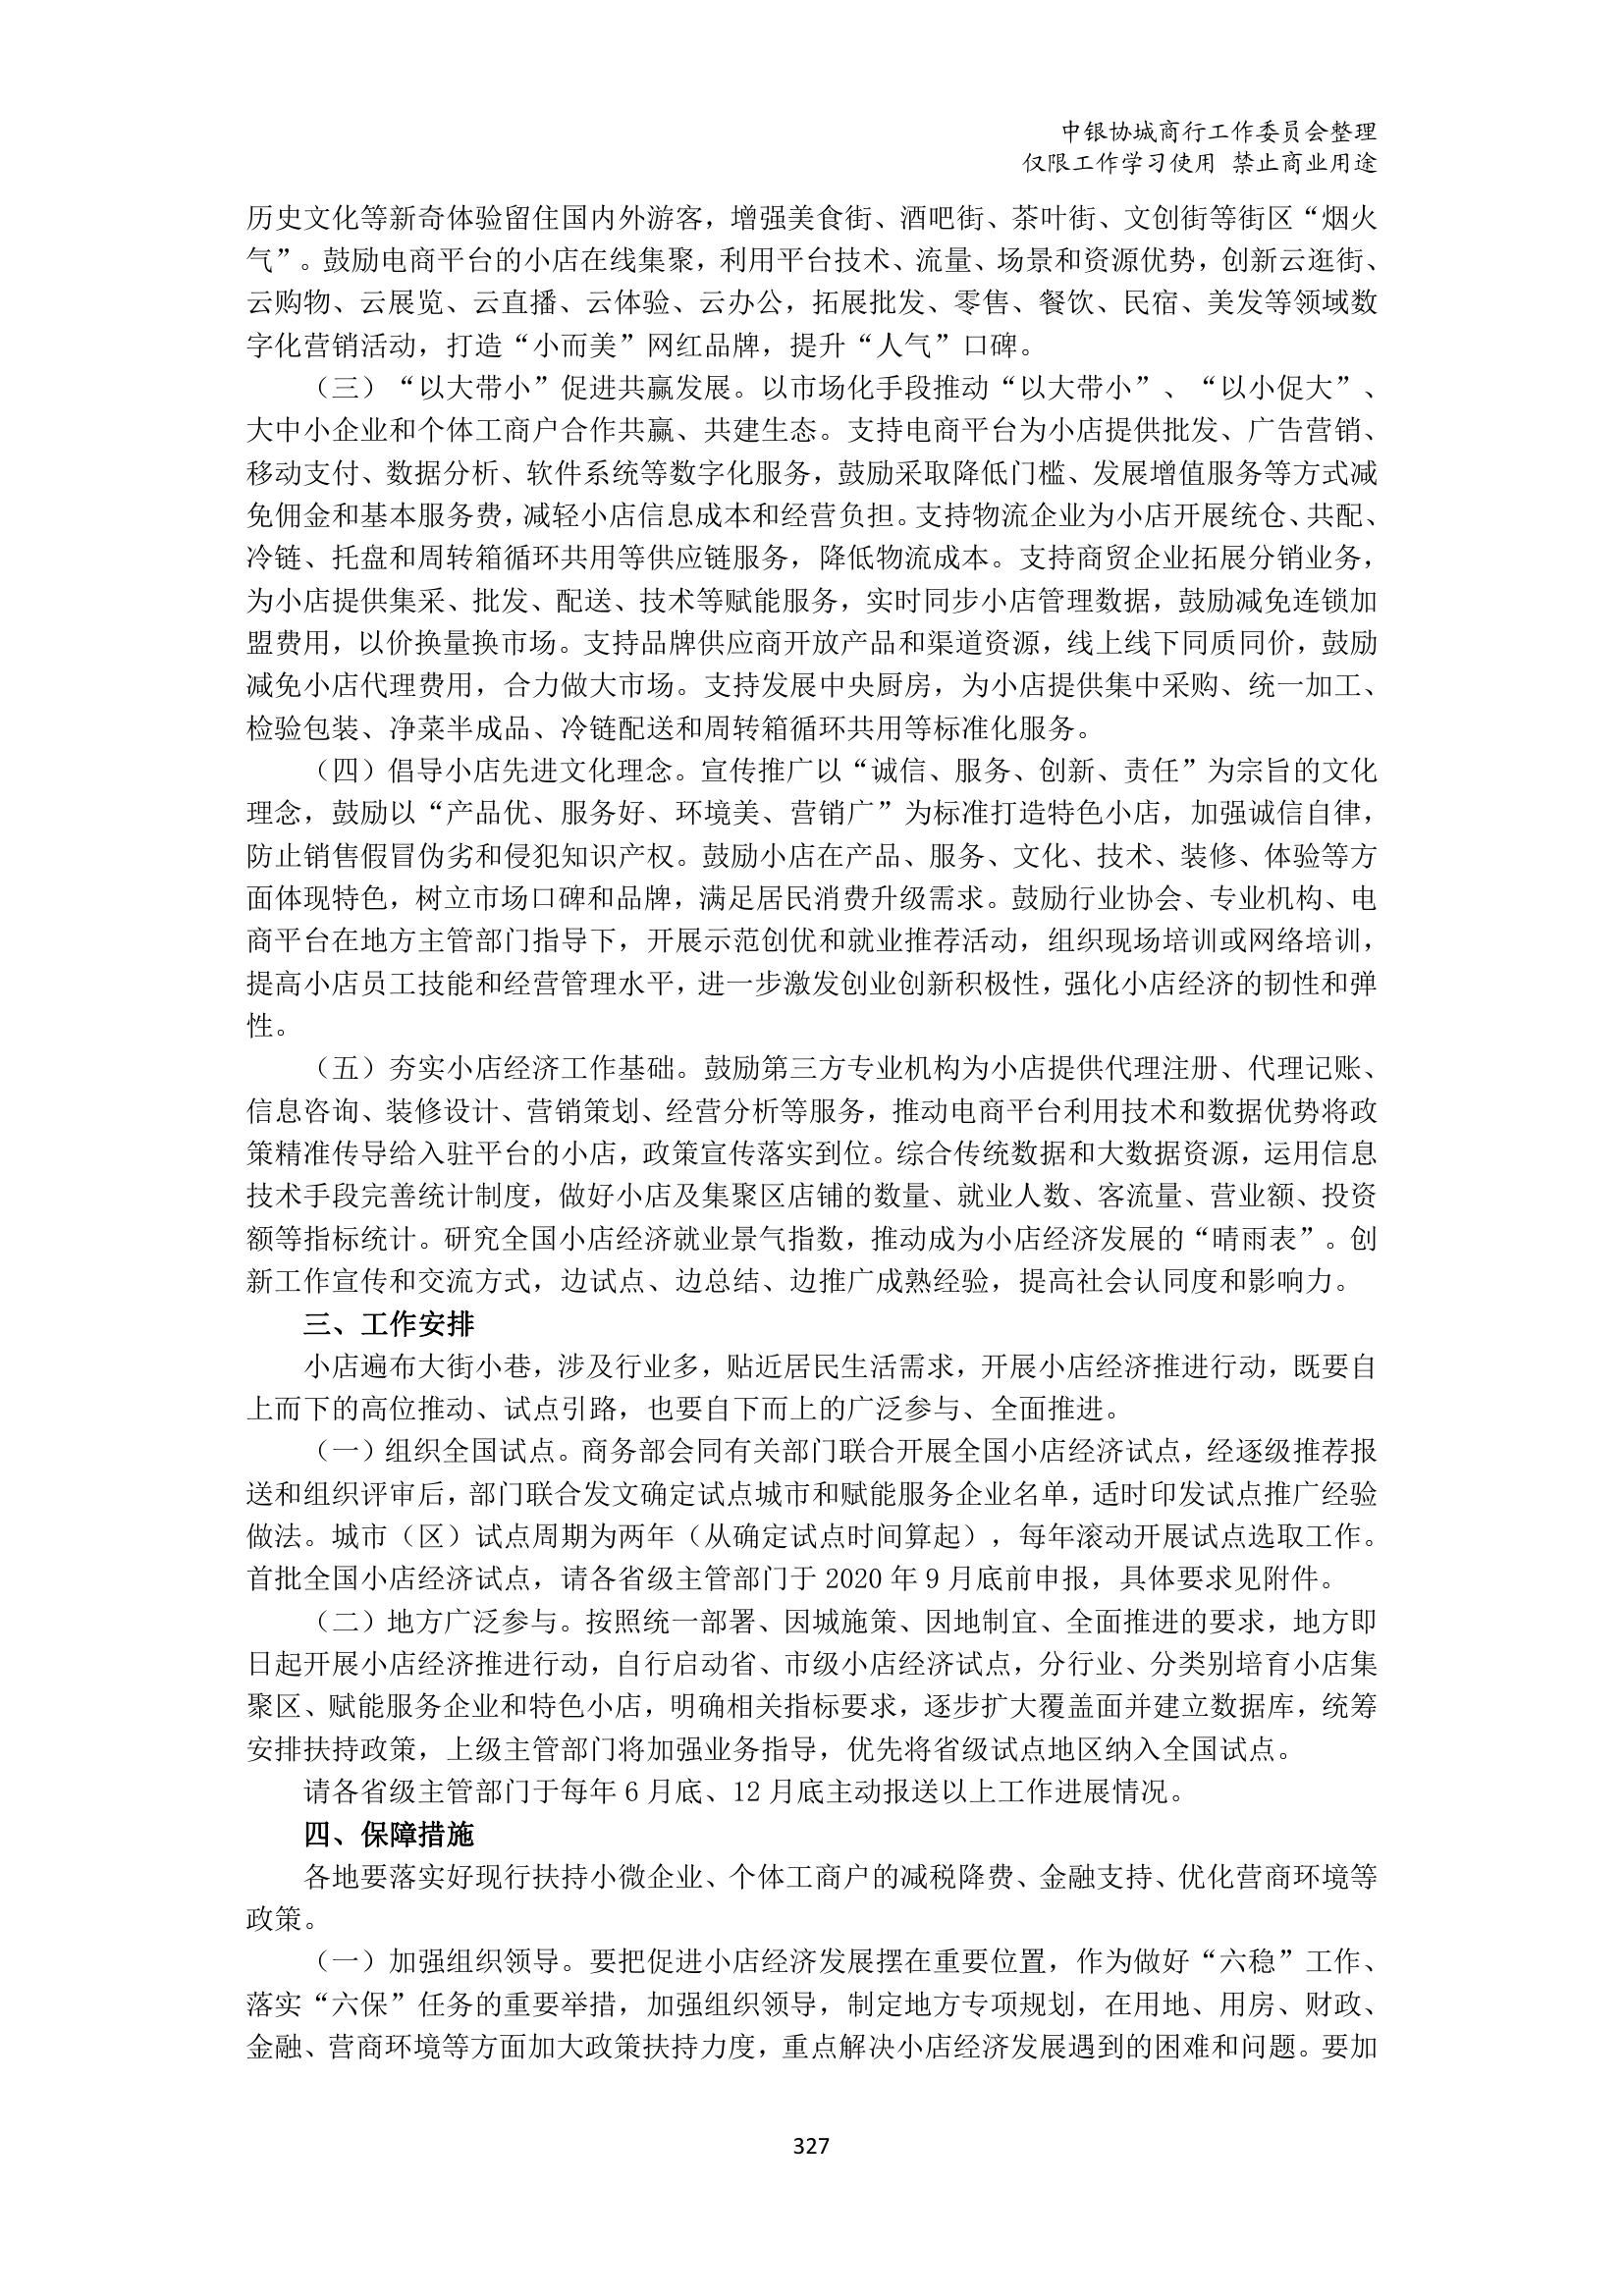 中银协城商行工作委员会整理
仅限工作学习使用 禁止商业用途
历史文化等新奇体验留住国内外游客，增强美食街、酒吧街、茶叶街、文创街等街区“烟火
气”。鼓励电商平台的小店在线集聚，利用平台技术、流量、场景和资源优势，创新云逛街、
云购物、云展览、云直播、云体验、云办公，拓展批发、零售、餐饮、民宿、美发等领域数
字化营销活动，打造“小而美”网红品牌，提升“人气”口碑。
（三）“以大带小”促进共赢发展。以市场化手段推动“以大带小”、“以小促大”、
大中小企业和个体工商户合作共赢、共建生态。支持电商平台为小店提供批发、广告营销、
移动支付、数据分析、软件系统等数字化服务，鼓励采取降低门槛、发展增值服务等方式减
免佣金和基本服务费，减轻小店信息成本和经营负担。支持物流企业为小店开展统仓、共配、
冷链、托盘和周转箱循环共用等供应链服务，降低物流成本。支持商贸企业拓展分销业务，
为小店提供集采、批发、配送、技术等赋能服务，实时同步小店管理数据，鼓励减免连锁加
盟费用，以价换量换市场。支持品牌供应商开放产品和渠道资源，线上线下同质同价，鼓励
减免小店代理费用，合力做大市场。支持发展中央厨房，为小店提供集中采购、统一加工、
检验包装、净菜半成品、冷链配送和周转箱循环共用等标准化服务。
（四）倡导小店先进文化理念。宣传推广以“诚信、服务、创新、责任”为宗旨的文化
理念，鼓励以“产品优、服务好、环境美、营销广”为标准打造特色小店，加强诚信自律，
防止销售假冒伪劣和侵犯知识产权。鼓励小店在产品、服务、文化、技术、装修、体验等方
面体现特色，树立市场口碑和品牌，满足居民消费升级需求。鼓励行业协会、专业机构、电
商平台在地方主管部门指导下，开展示范创优和就业推荐活动，组织现场培训或网络培训，
提高小店员工技能和经营管理水平，进一步激发创业创新积极性，强化小店经济的韧性和弹
性。
（五）夯实小店经济工作基础。鼓励第三方专业机构为小店提供代理注册、代理记账、
信息咨询、装修设计、营销策划、经营分析等服务，推动电商平台利用技术和数据优势将政
策精准传导给入驻平台的小店，政策宣传落实到位。综合传统数据和大数据资源，运用信息
技术手段完善统计制度，做好小店及集聚区店铺的数量、就业人数、客流量、营业额、投资
额等指标统计。研究全国小店经济就业景气指数，推动成为小店经济发展的“晴雨表”。创
新工作宣传和交流方式，边试点、边总结、边推广成熟经验，提高社会认同度和影响力。
三、工作安排
小店遍布大街小巷，涉及行业多，贴近居民生活需求，开展小店经济推进行动，既要自
上而下的高位推动、试点引路，也要自下而上的广泛参与、全面推进。
（一）组织全国试点。商务部会同有关部门联合开展全国小店经济试点，经逐级推荐报
送和组织评审后，部门联合发文确定试点城市和赋能服务企业名单，适时印发试点推广经验
做法。城市（区）试点周期为两年（从确定试点时间算起），每年滚动开展试点选取工作。
首批全国小店经济试点，请各省级主管部门于 2020 年 9 月底前申报，具体要求见附件。
（二）地方广泛参与。按照统一部署、因城施策、因地制宜、全面推进的要求，地方即
日起开展小店经济推进行动，自行启动省、市级小店经济试点，分行业、分类别培育小店集
聚区、赋能服务企业和特色小店，明确相关指标要求，逐步扩大覆盖面并建立数据库，统筹
安排扶持政策，上级主管部门将加强业务指导，优先将省级试点地区纳入全国试点。
请各省级主管部门于每年 6 月底、12 月底主动报送以上工作进展情况。
四、保障措施
各地要落实好现行扶持小微企业、个体工商户的减税降费、金融支持、优化营商环境等
政策。
（一）加强组织领导。要把促进小店经济发展摆在重要位置，作为做好“六稳”工作、
落实“六保”任务的重要举措，加强组织领导，制定地方专项规划，在用地、用房、财政、
金融、营商环境等方面加大政策扶持力度，重点解决小店经济发展遇到的困难和问题。要加
327